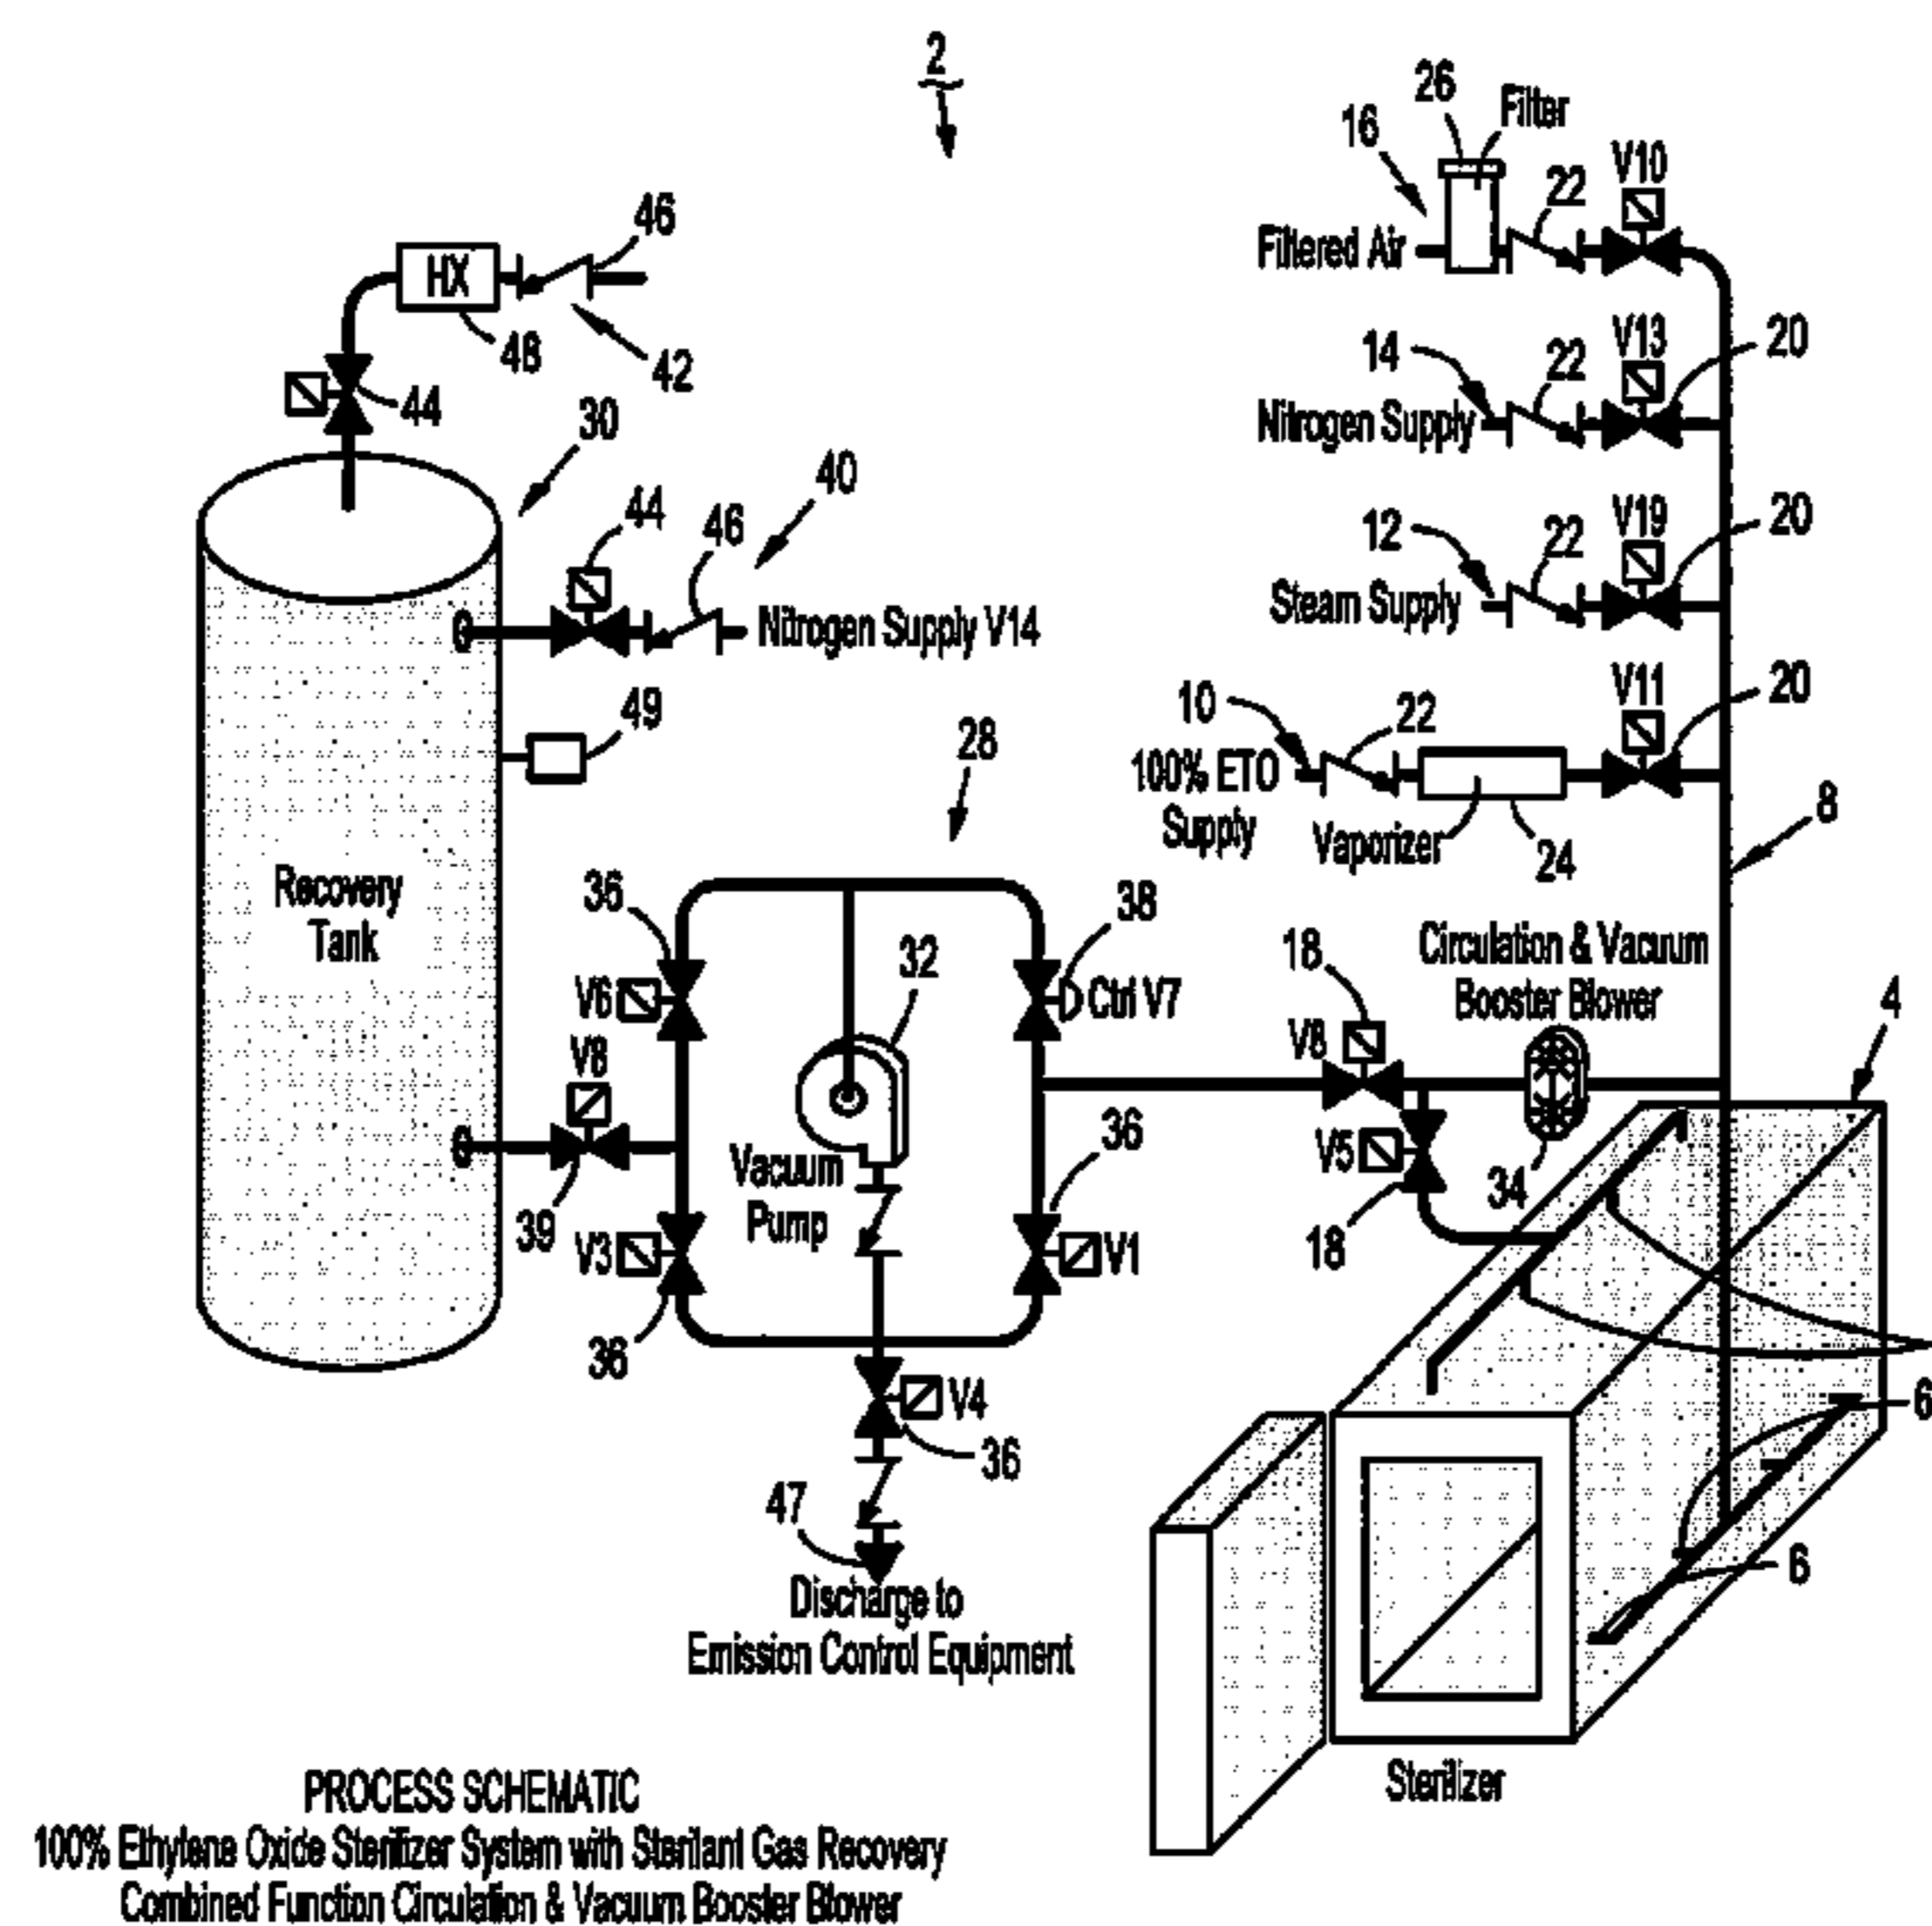 2
26
Filter
16
22
V10
Filtered Air
46
HX
48
42
44
30
14
22
V13
20
Nitrogen Supply
40
44
46
12
22
V19
20
Steam Supply
Nitrogen Supply V14
49
28
10
22
V11
20
100% ETO
Supply
Vaporizer
24
8
Recovery
Tank
36
32
38
18
Circulation & Vacuum
Booster Blower
4
V6
Ctrl V7
V8
V8
36
V5
34
Vacuum
Pump
39
V3
V1
18
36
V4
36
6
47
6
Discharge to
Emission Control Equipment
Sterilizer
PROCESS SCHEMATIC
100% Ethylene Oxide Sterilizer System with Sterilant Gas Recovery
Combined Function Circulation & Vacuum Booster Blower